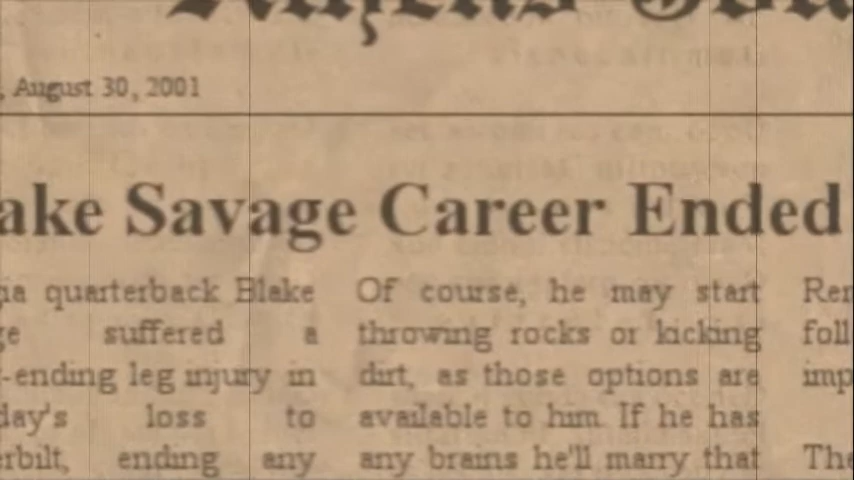 , August 30, 2001
ake Savage Career Ended
quarterback Blake
suffered a
-ending leg injury in
day's loss to
erbilt, ending any
Of course, he may start
throwing rocks or kicking
dirt, as those options are
available to him. If he has
any brains he'll marry that
Ren
foll
imp
The